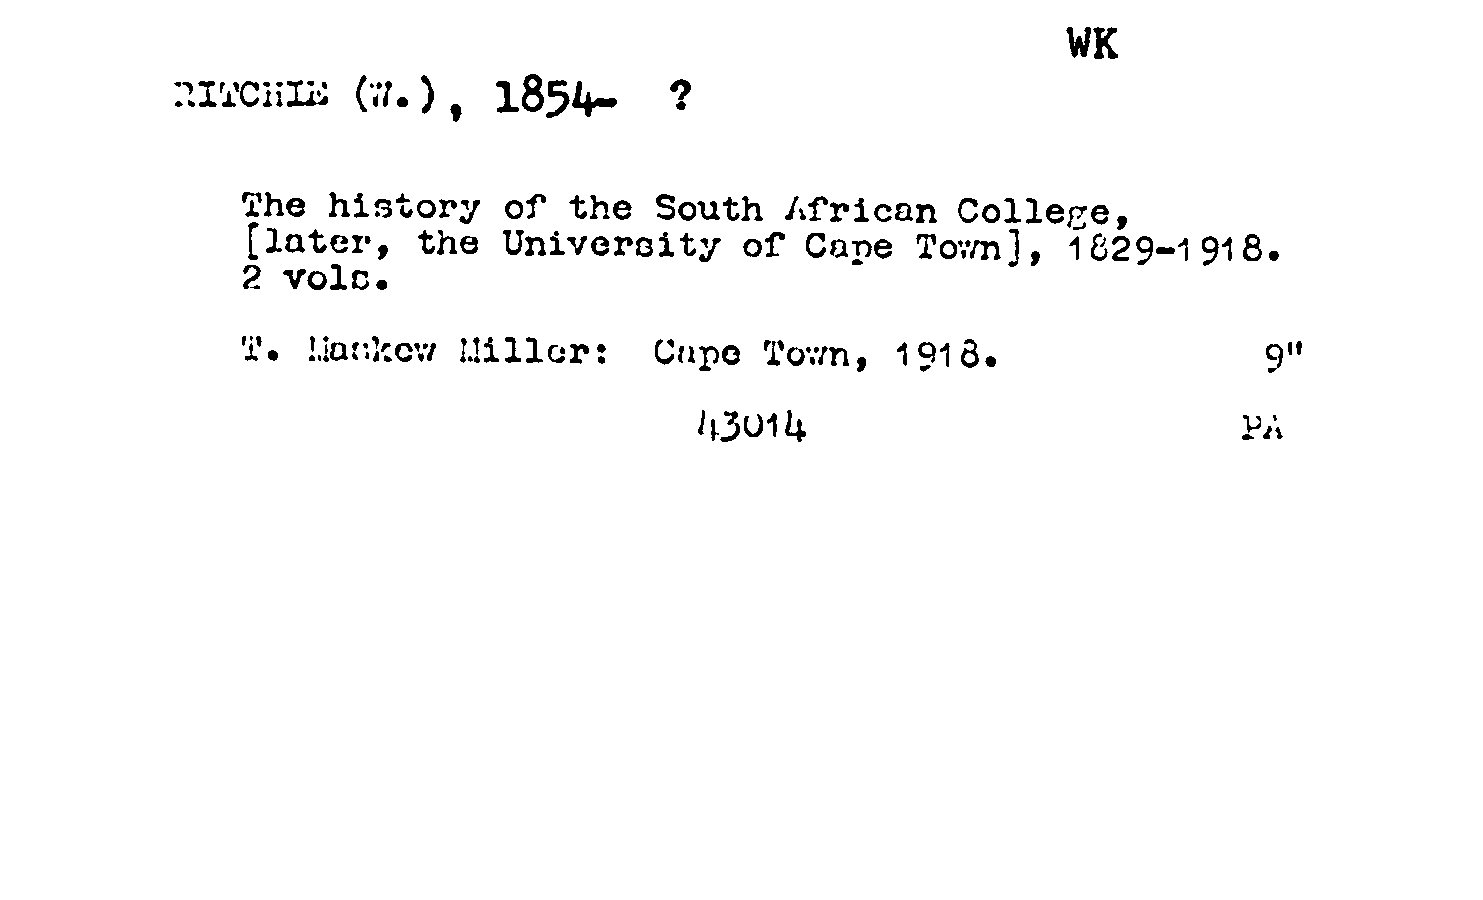 WK
RITCHIE (W.), 1854- ?
The history of the South African College,
[later, the University of Cape Town], 1829-1918.
2 vols.
T. Maskew Miller: Cape Town, 1918. 9"
43014 PA